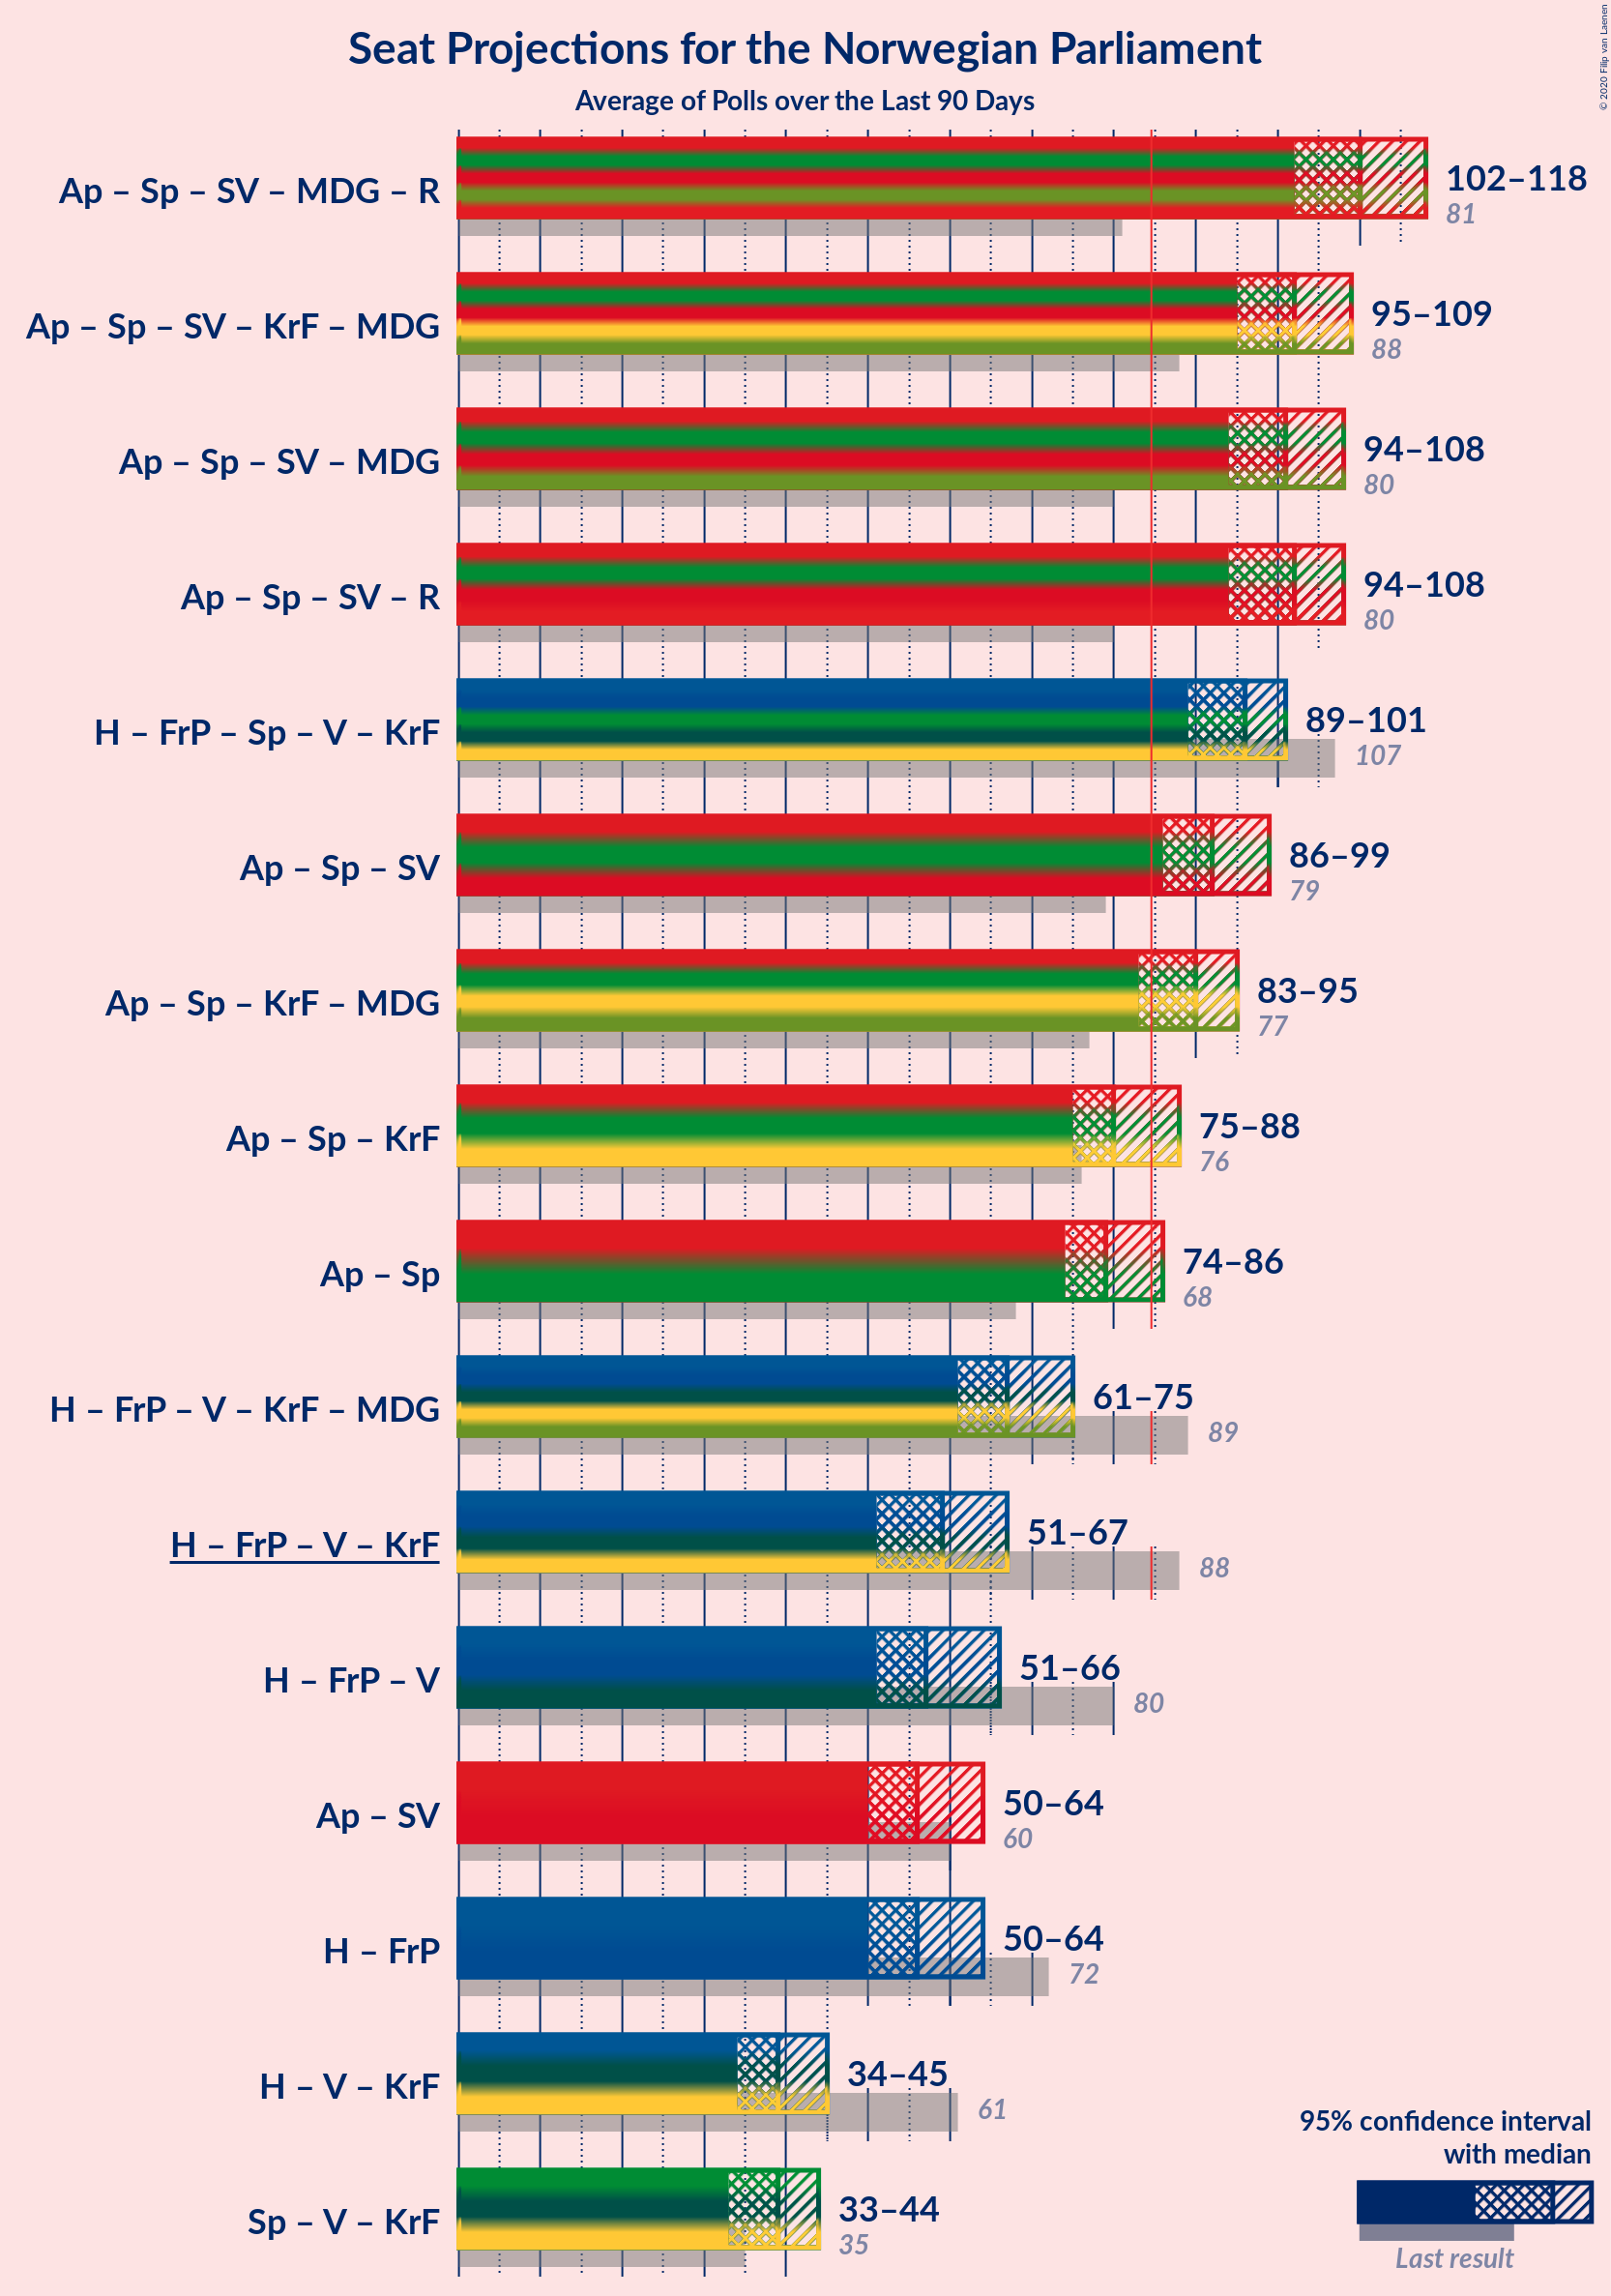 Seat Projections for the Norwegian Parliament
Average of Polls over the Last 90 Days
© 2020 Filip van Laenen
Ap – Sp – SV – MDG – R
102–118
81
Ap – Sp – SV – KrF – MDG
95–109
88
Ap – Sp – SV – MDG
94–108
80
Ap – Sp – SV – R
94–108
80
H – FrP – Sp – V – KrF
89–101
107
Ap – Sp – SV
86–99
79
Ap – Sp – KrF – MDG
83–95
77
Ap – Sp – KrF
75–88
76
Ap – Sp
74–86
68
H – FrP – V – KrF – MDG
61–75
89
H – FrP – V – KrF
51–67
88
H – FrP – V
51–66
80
Ap – SV
50–64
60
H – FrP
50–64
72
H – V – KrF
34–45
61
Sp – V – KrF
33–44
35
95% confidence interval
with median
Last result